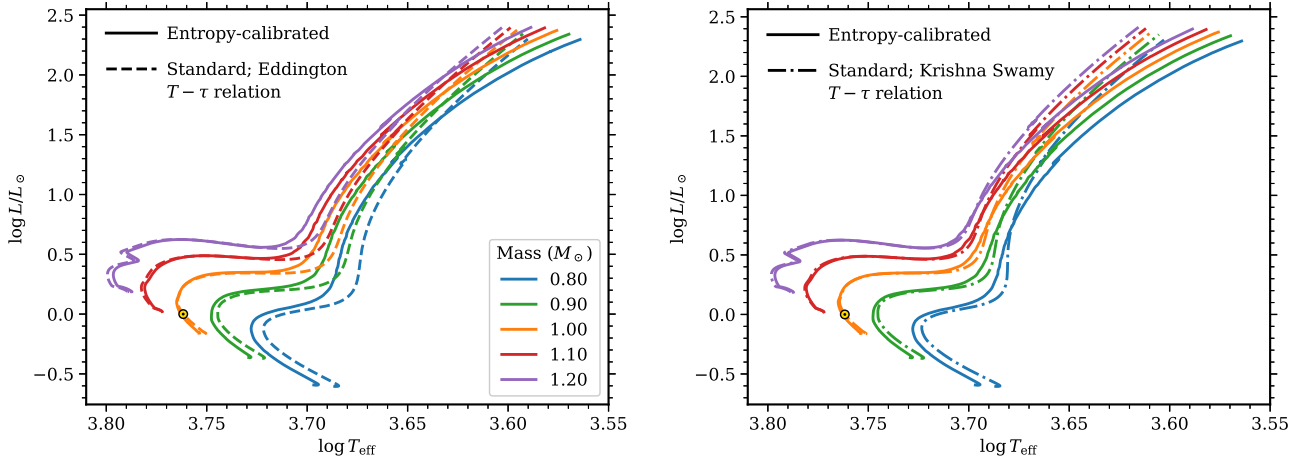 Entropy-calibrated
Standard; Eddington
T − τ relation
Mass (M⊙)
0.80
0.90
1.00
1.10
1.20
2.5
2.0
1.5
1.0
0.5
0.0
−0.5
log L/L⊙
3.80
3.75
3.70
3.65
3.60
3.55
log Teff
Entropy-calibrated
Standard; Krishna Swamy
T − τ relation
2.5
2.0
1.5
1.0
0.5
0.0
−0.5
log L/L⊙
3.80
3.75
3.70
3.65
3.60
3.55
log Teff